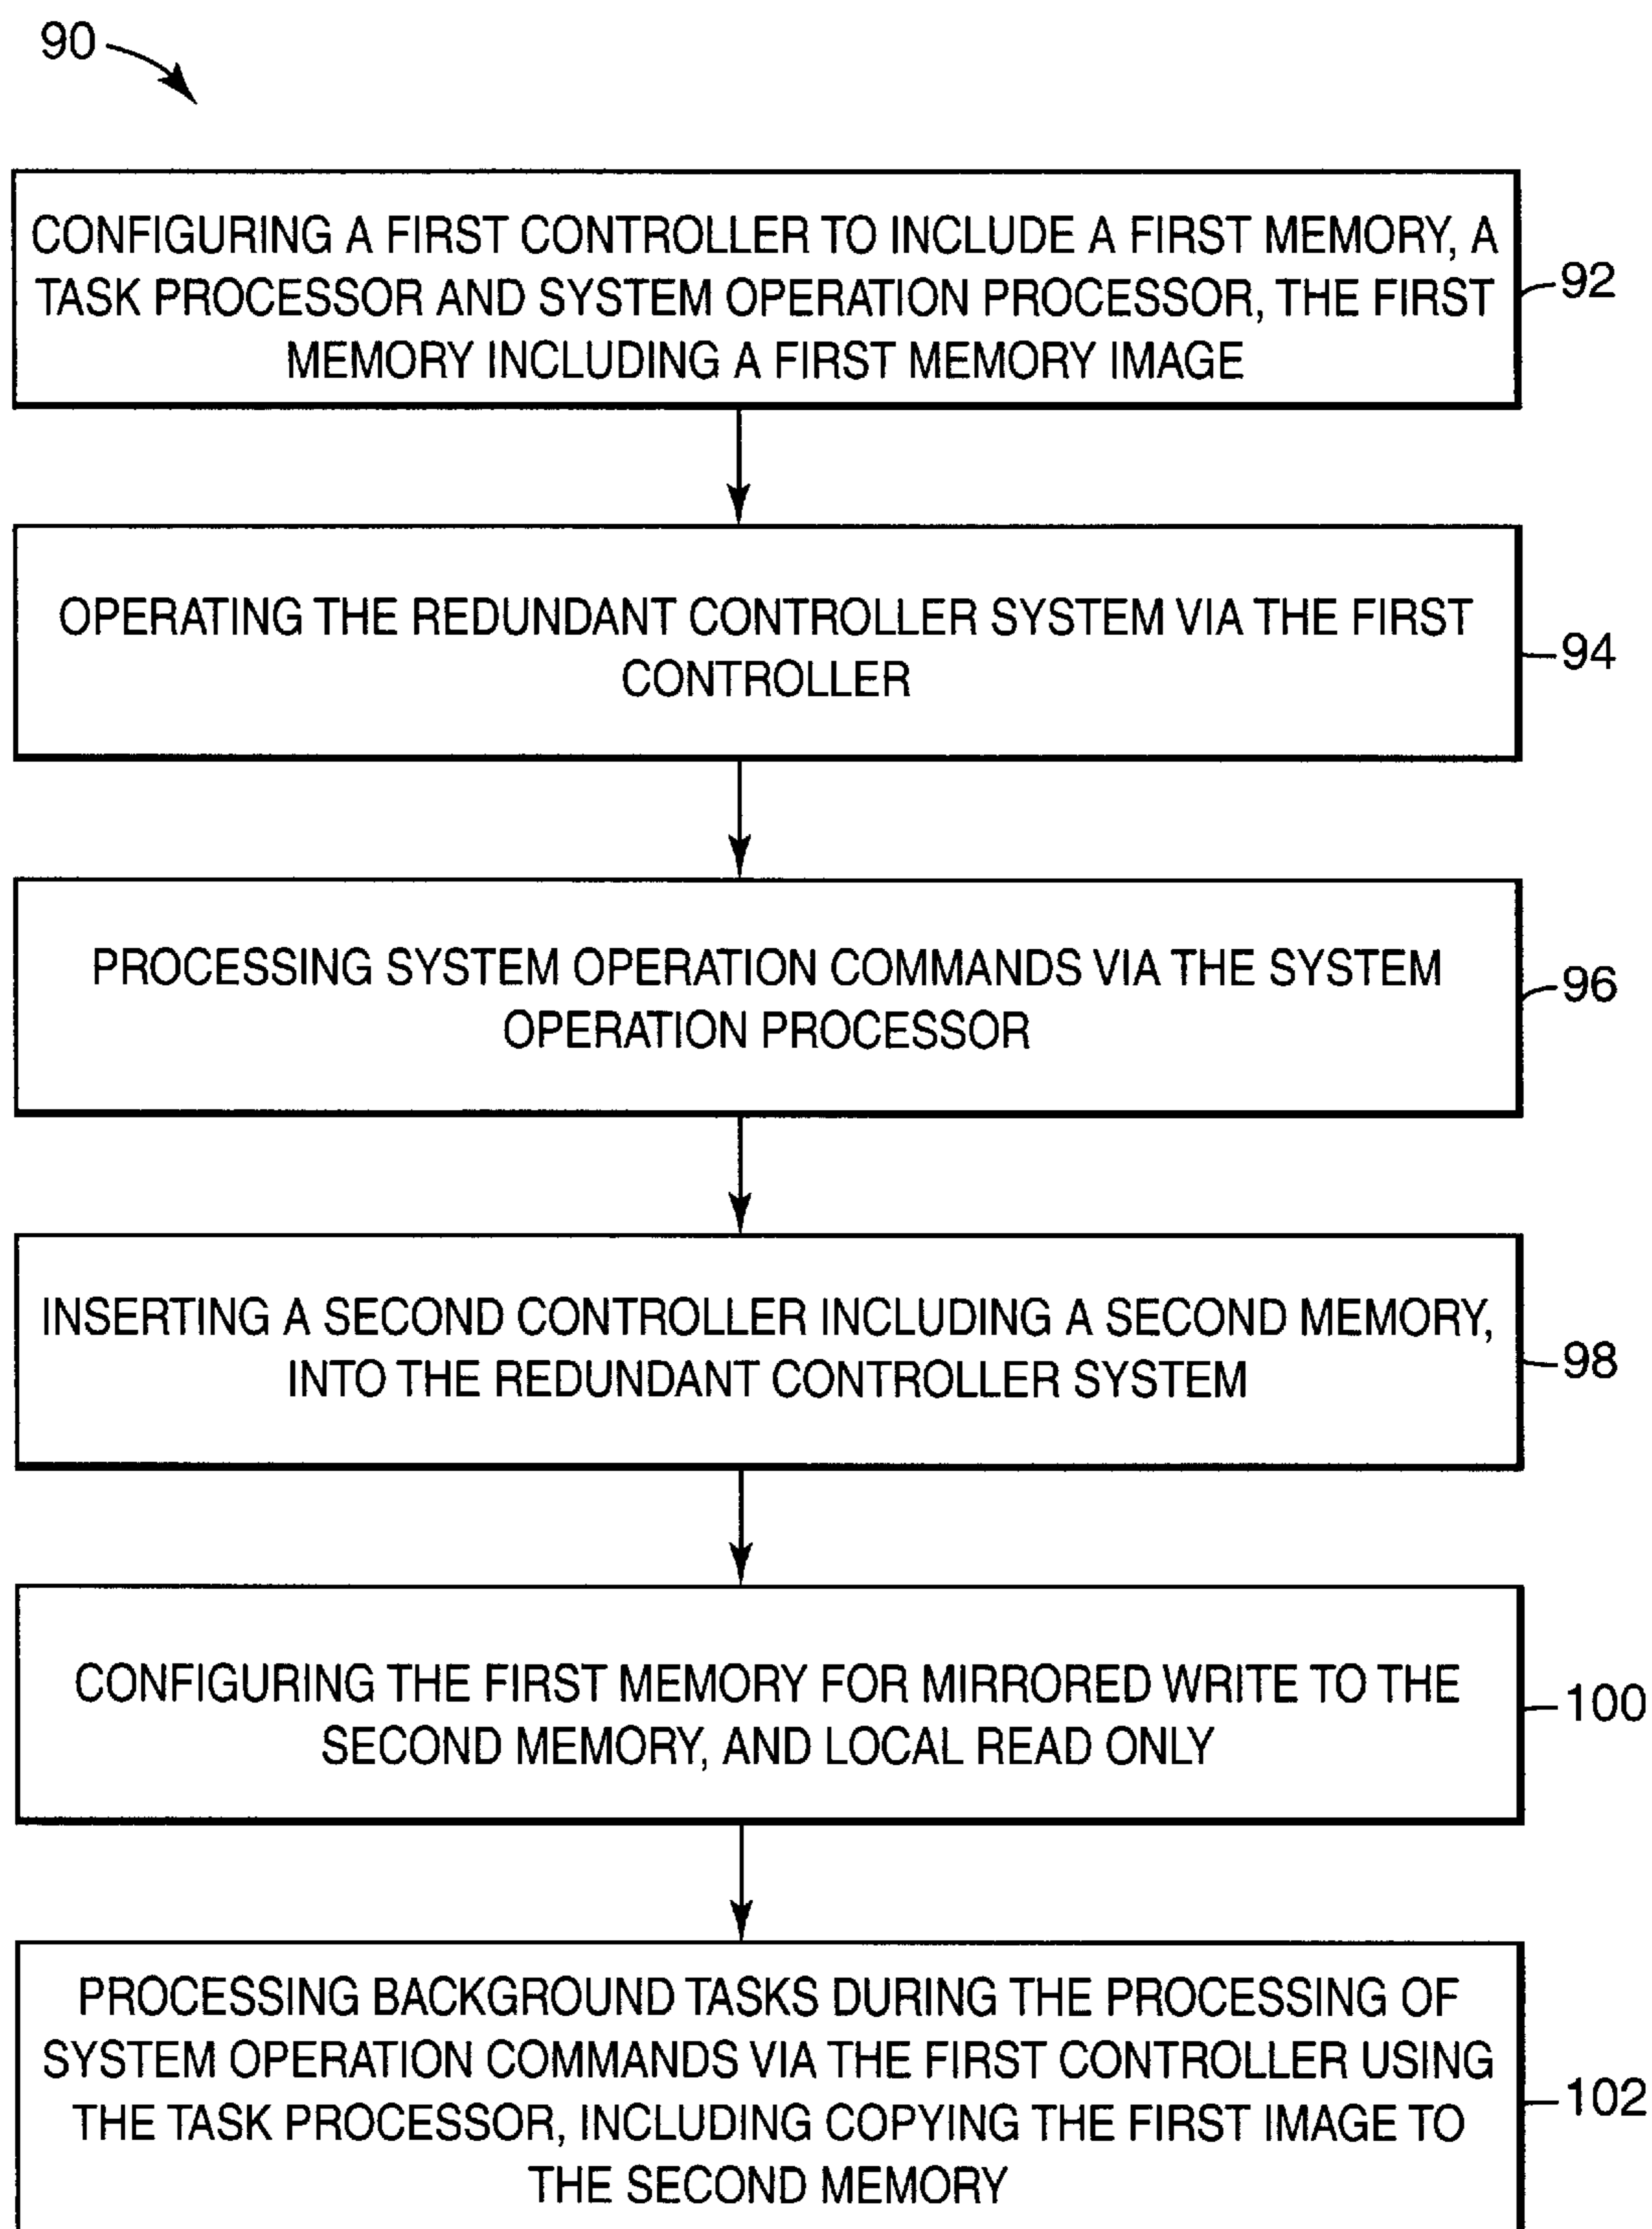 90
CONFIGURING A FIRST CONTROLLER TO INCLUDE A FIRST MEMORY, A
TASK PROCESSOR AND SYSTEM OPERATION PROCESSOR, THE FIRST
MEMORY INCLUDING A FIRST MEMORY IMAGE
92
OPERATING THE REDUNDANT CONTROLLER SYSTEM VIA THE FIRST
CONTROLLER
94
PROCESSING SYSTEM OPERATION COMMANDS VIA THE SYSTEM
OPERATION PROCESSOR
96
INSERTING A SECOND CONTROLLER INCLUDING A SECOND MEMORY,
INTO THE REDUNDANT CONTROLLER SYSTEM
98
CONFIGURING THE FIRST MEMORY FOR MIRRORED WRITE TO THE
SECOND MEMORY, AND LOCAL READ ONLY
100
PROCESSING BACKGROUND TASKS DURING THE PROCESSING OF
SYSTEM OPERATION COMMANDS VIA THE FIRST CONTROLLER USING
THE TASK PROCESSOR, INCLUDING COPYING THE FIRST IMAGE TO
THE SECOND MEMORY
102